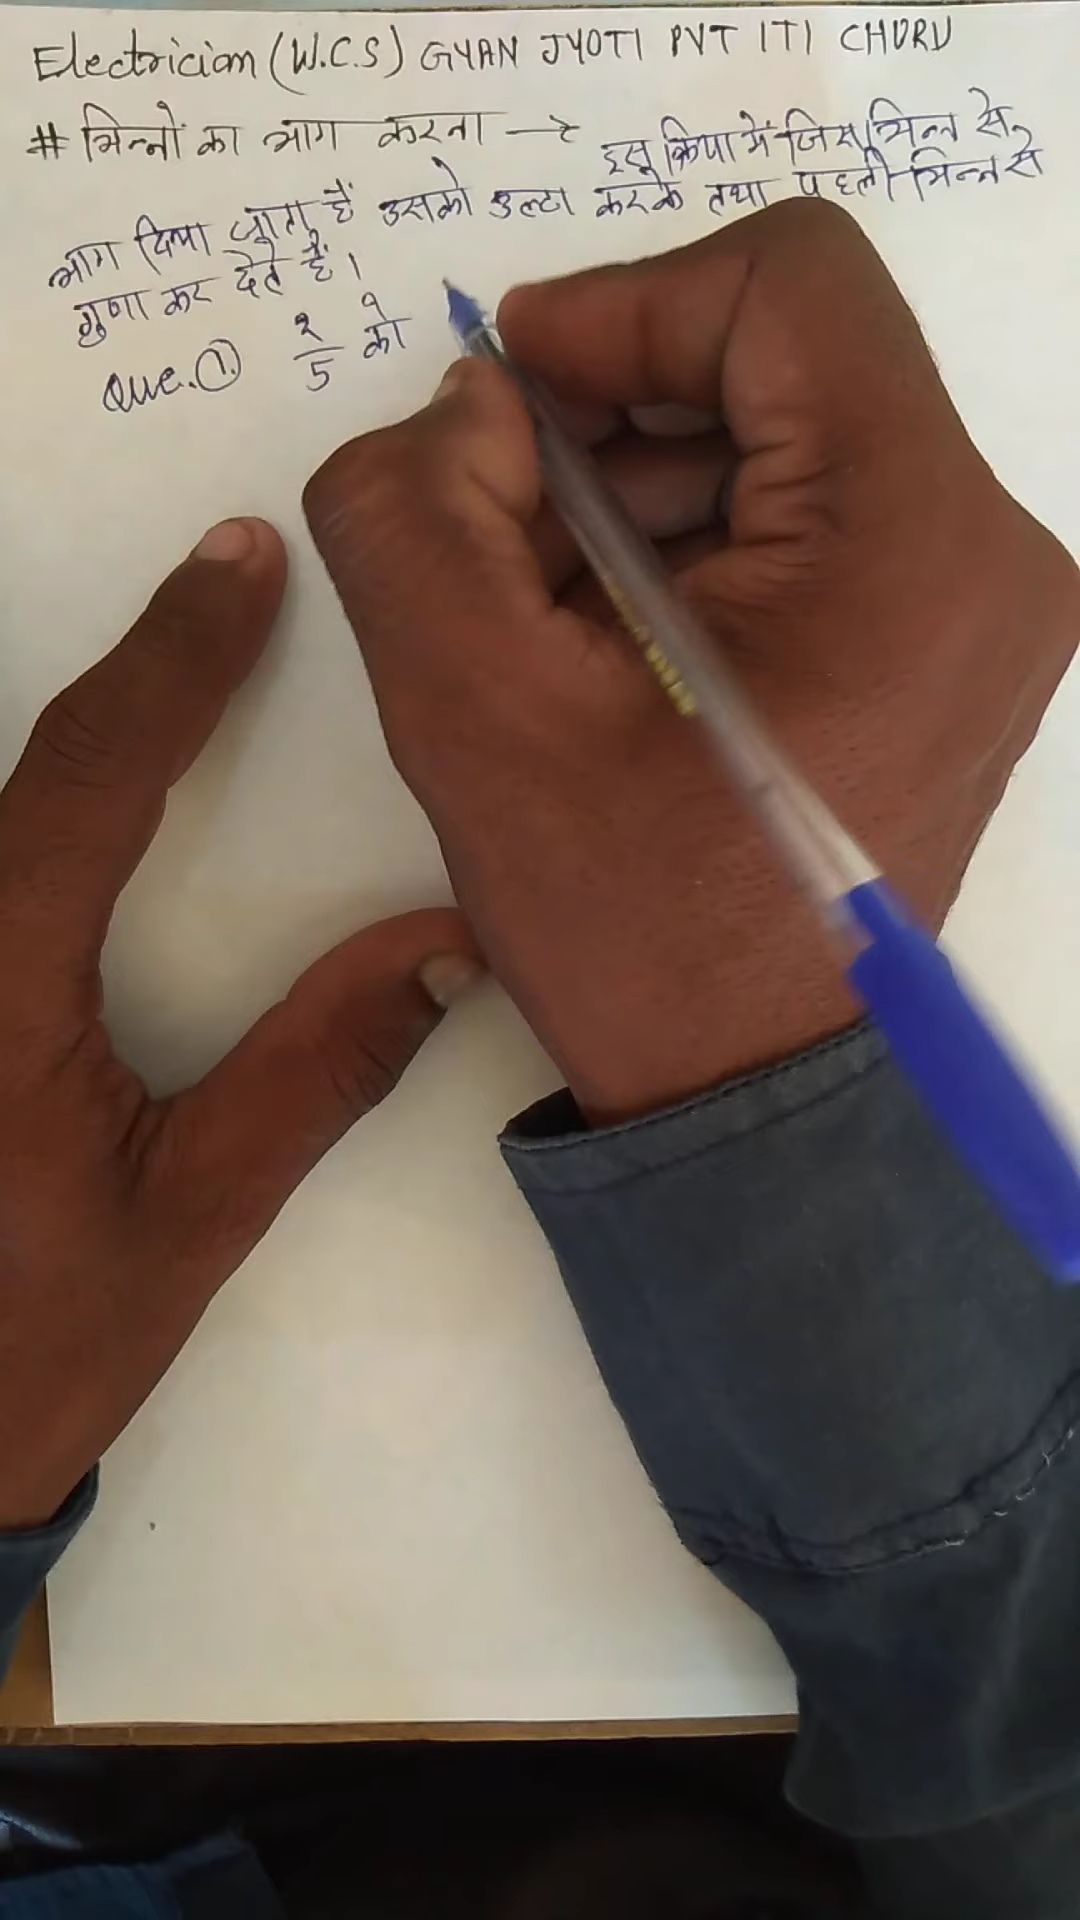 Electrician (W.C.S) GYAN JYOTI PVT ITI CHURU
# भिन्नों का भाग करना → इस क्रिया में जिस भिन्न से
भाग दिया जाता हैं उसको उल्टा करके तथा पहली भिन्न से
गुणा कर देते हैं।
Que.① 2/5 को